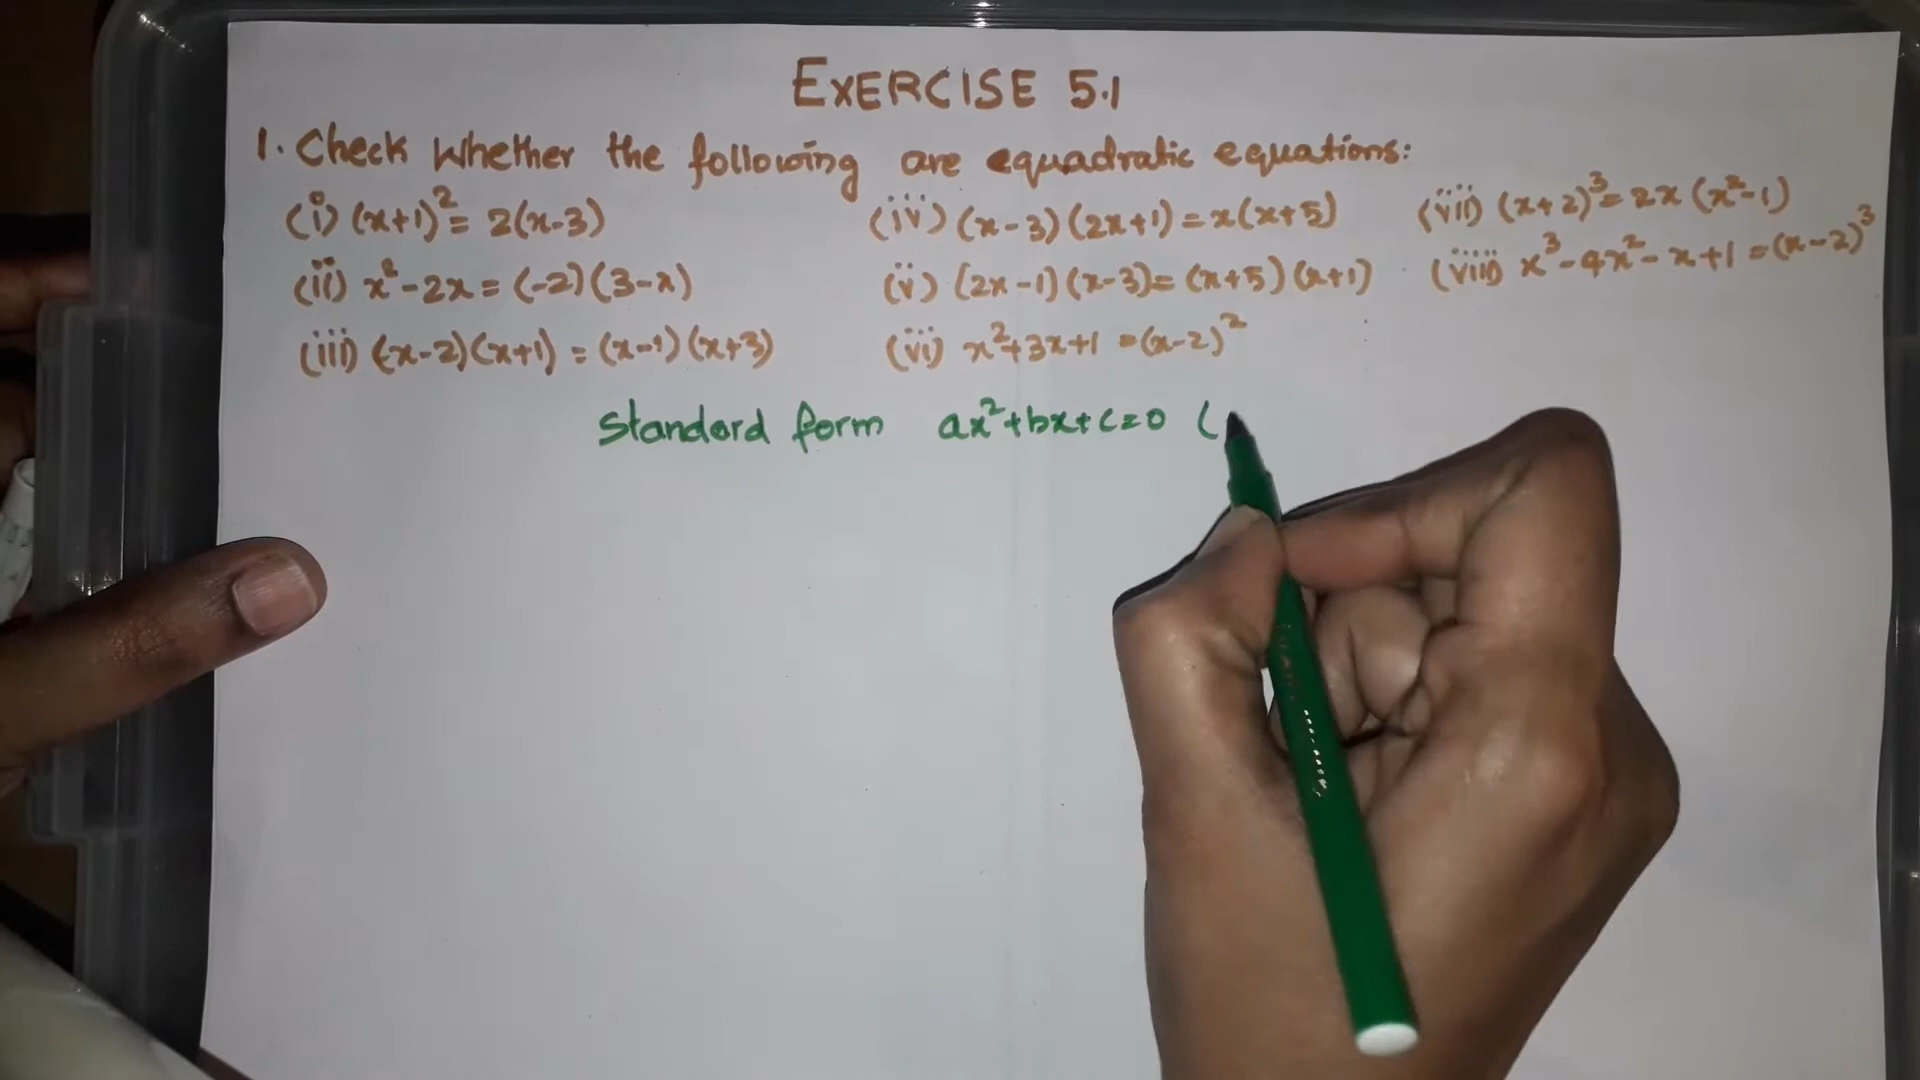 EXERCISE 5.1
1. Check whether the following are equadratic equations:
(i) (x+1)² = 2(x-3)
(ii) x² - 2x = (-2)(3-x)
(iii) (x-2)(x+1) = (x-1)(x+3)
(iv) (x-3)(2x+1) = x(x+5)
(v) (2x-1)(x-3) = (x+5)(x+1)
(vi) x²+3x+1 = (x-2)²
(vii) (x+2)³ = 2x(x²-1)
(viii) x³-4x²-x+1 = (x-2)³
Standard form ax²+bx+c=0 (